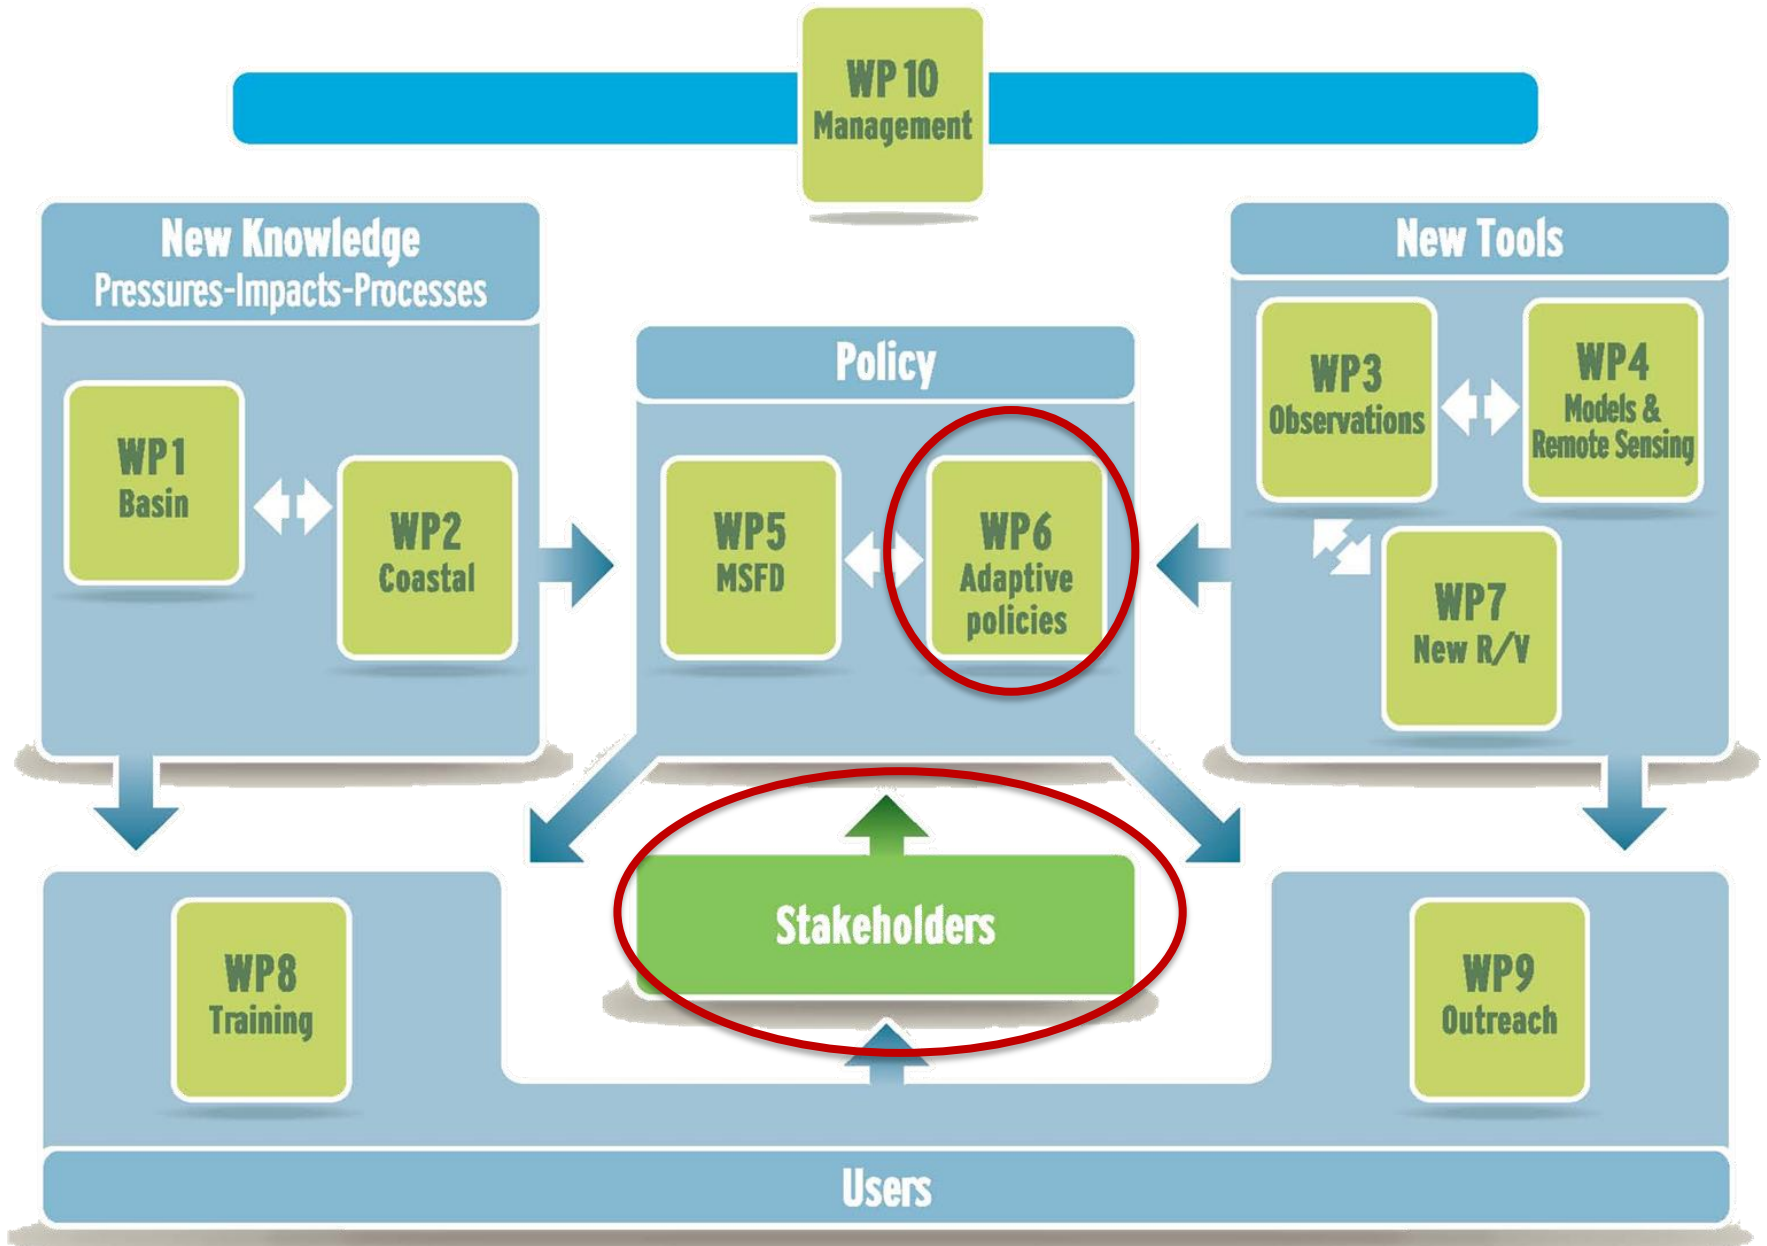 WP 10
Management
New Knowledge
Pressures-Impacts-Processes
WP1
Basin
WP2
Coastal
Policy
WP5
MSFD
WP6
Adaptive
policies
New Tools
WP3
Observations
WP4
Models &
Remote Sensing
WP7
New R/V
Stakeholders
WP8
Training
WP9
Outreach
Users